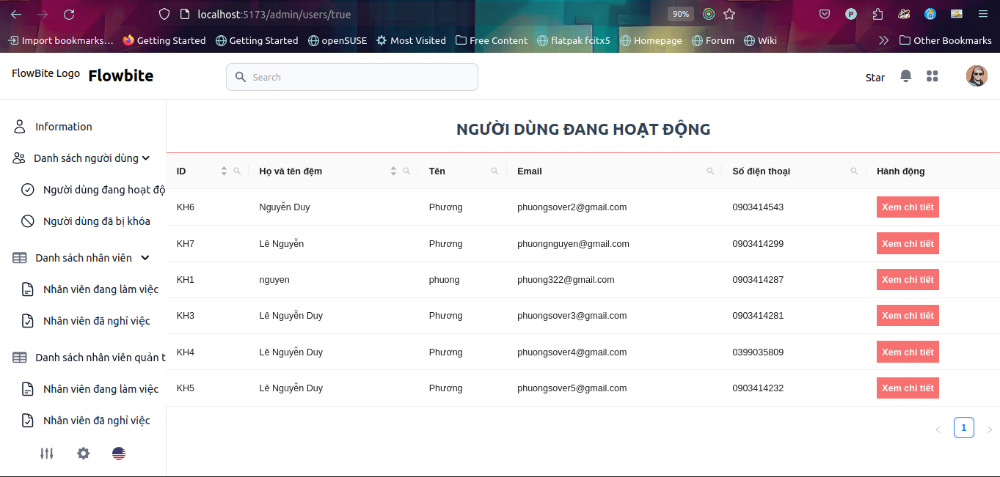 localhost:5173/admin/users/true 90% P
Import bookmarks... Getting Started Getting Started openSUSE Most Visited Free Content flatpak fcitx5 Homepage Forum Wiki Other Bookmarks
FlowBite Logo Flowbite Search Star
Information
Danh sách người dùng
Người dùng đang hoạt độ
Người dùng đã bị khóa
Danh sách nhân viên
Nhân viên đang làm việc
Nhân viên đã nghỉ việc
Danh sách nhân viên quản t
Nhân viên đang làm việc
Nhân viên đã nghỉ việc
NGƯỜI DÙNG ĐANG HOẠT ĐỘNG
ID Họ và tên đệm Tên Email Số điện thoại Hành động
KH6 Nguyễn Duy Phương phuongsover2@gmail.com 0903414543 Xem chi tiết
KH7 Lê Nguyễn Phương phuongnguyen@gmail.com 0903414299 Xem chi tiết
KH1 nguyen phuong phuong322@gmail.com 0903414287 Xem chi tiết
KH3 Lê Nguyễn Duy Phương phuongsover3@gmail.com 0903414281 Xem chi tiết
KH4 Lê Nguyễn Duy Phương phuongsover4@gmail.com 0399035809 Xem chi tiết
KH5 Lê Nguyễn Duy Phương phuongsover5@gmail.com 0903414232 Xem chi tiết
1